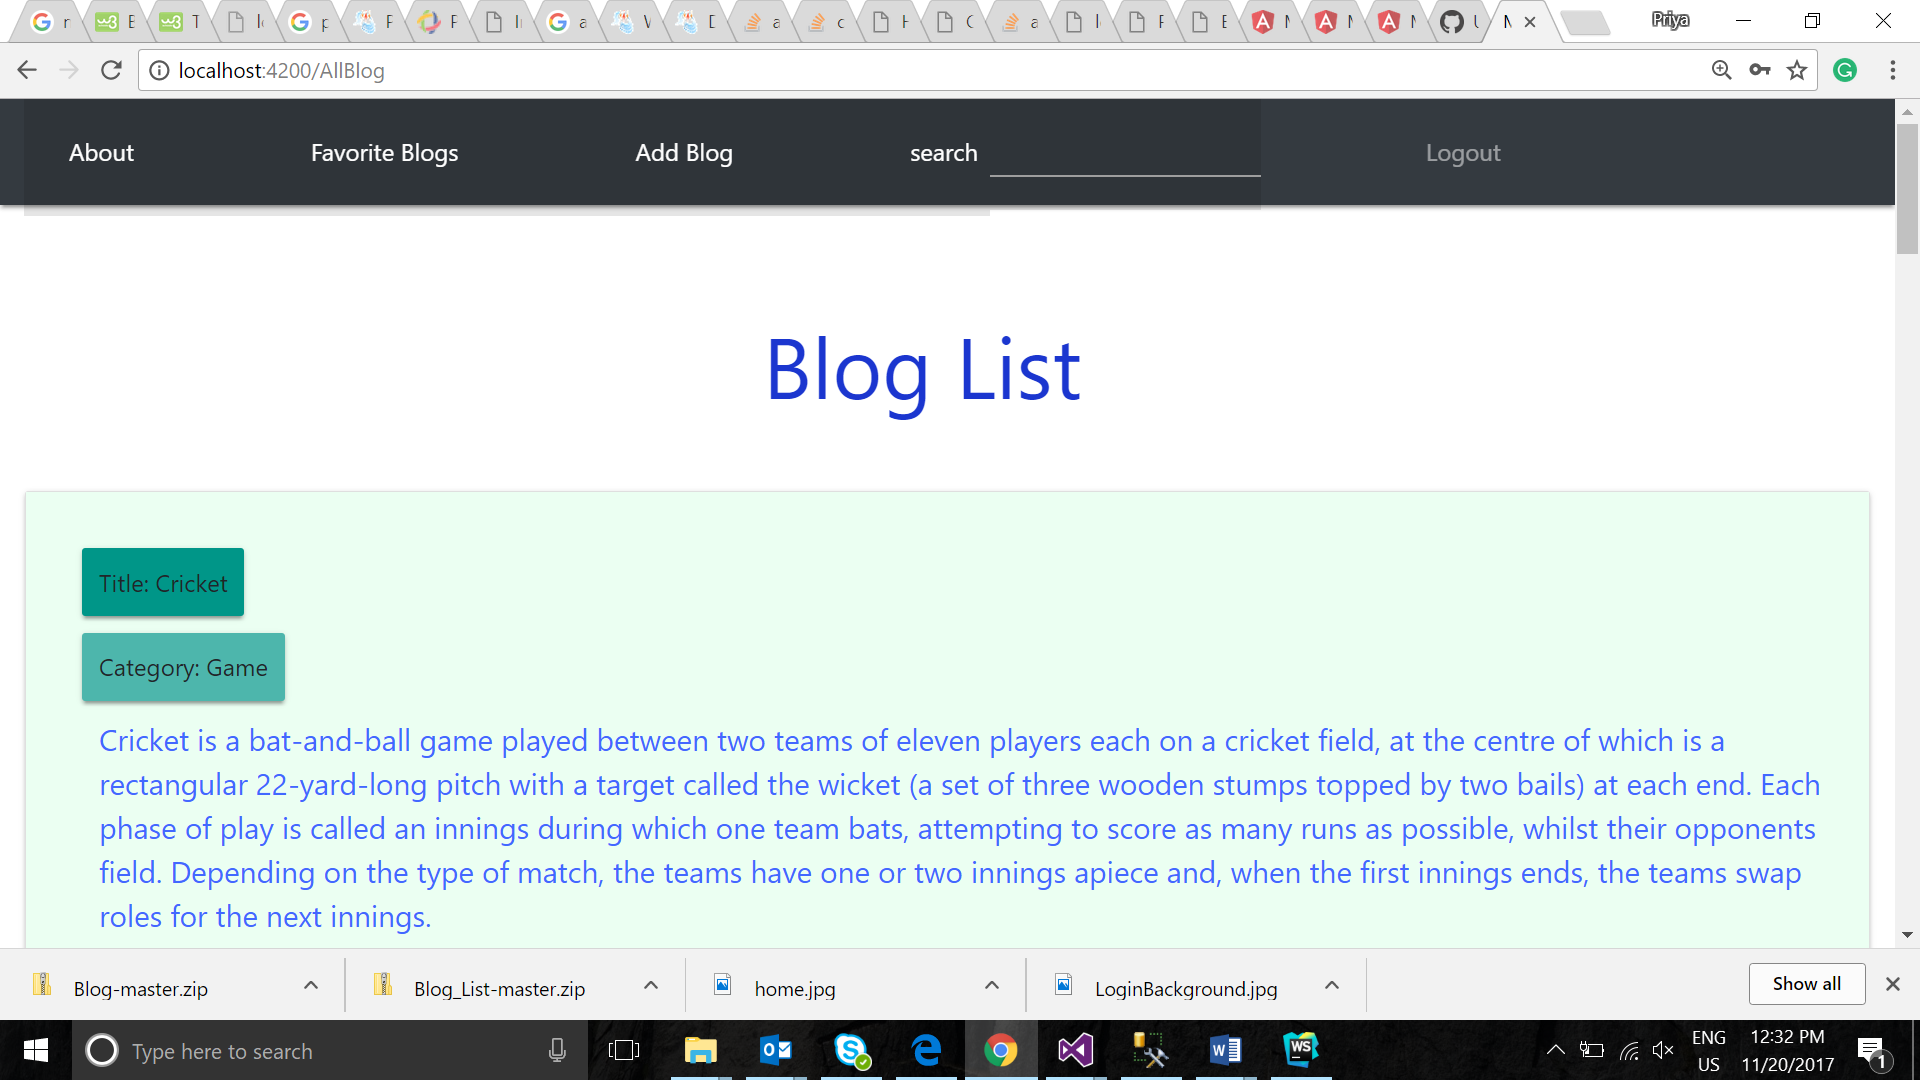 Priya
localhost:4200/AllBlog
About
Favorite Blogs
Add Blog
search
Logout
Blog List
Title: Cricket
Category: Game
Cricket is a bat-and-ball game played between two teams of eleven players each on a cricket field, at the centre of which is a
rectangular 22-yard-long pitch with a target called the wicket (a set of three wooden stumps topped by two bails) at each end. Each
phase of play is called an innings during which one team bats, attempting to score as many runs as possible, whilst their opponents
field. Depending on the type of match, the teams have one or two innings apiece and, when the first innings ends, the teams swap
roles for the next innings.
Blog-master.zip
Blog_List-master.zip
home.jpg
LoginBackground.jpg
Show all
Type here to search
ENG
US
12:32 PM
11/20/2017
1